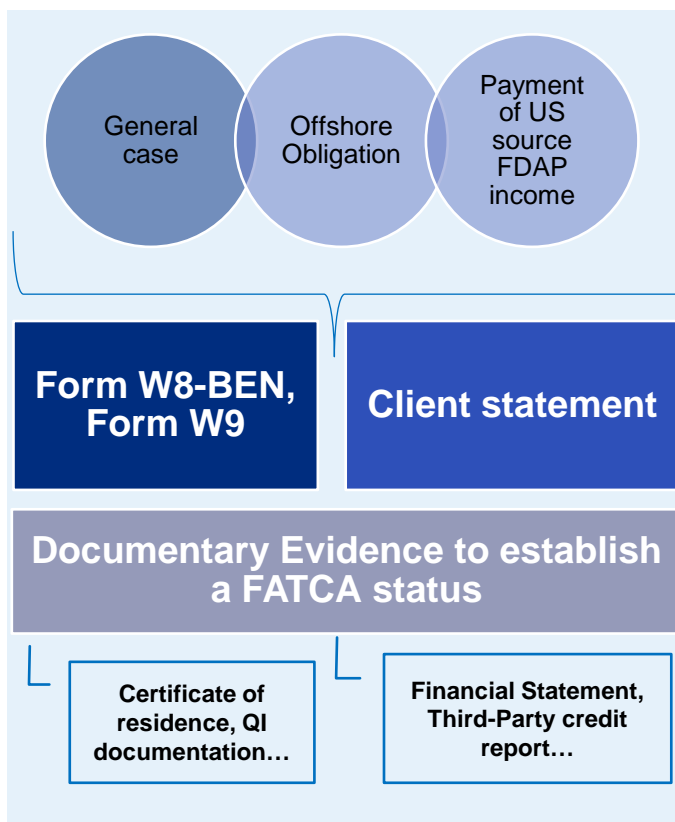 General
case
Offshore
Obligation
Payment
of US
source
FDAP
income
Form W8-BEN,
Form W9
Client statement
Documentary Evidence to establish
a FATCA status
Certificate of
residence, QI
documentation…
Financial Statement,
Third-Party credit
report…